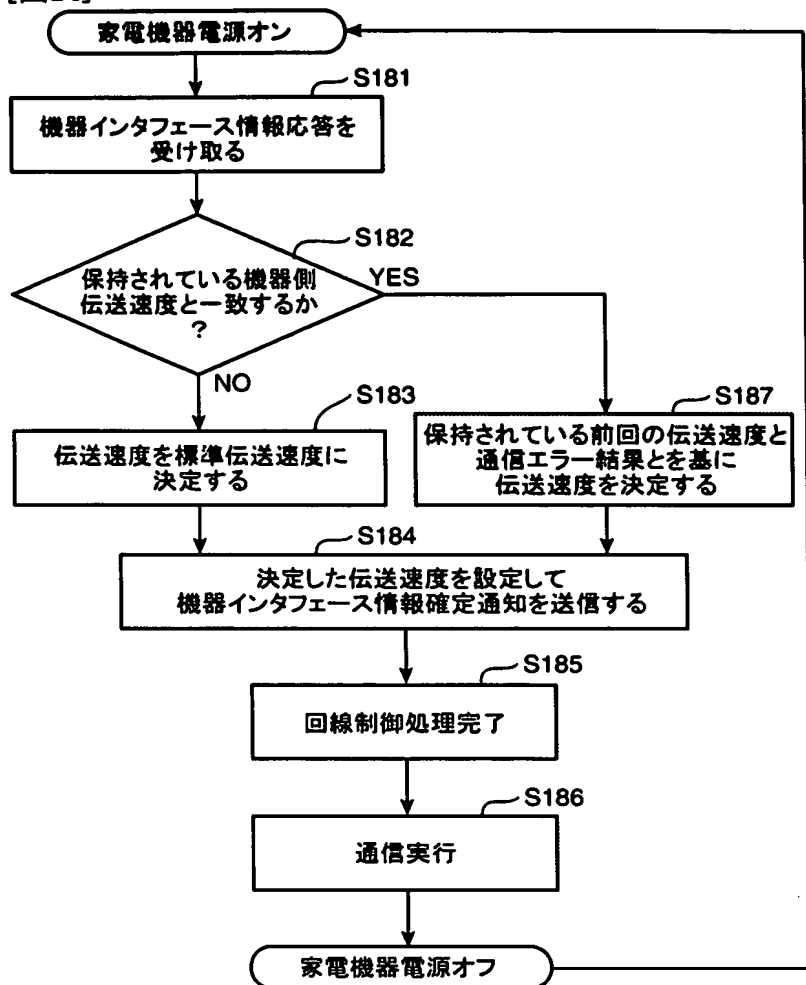 家電機器電源オン
S181
機器インタフェース情報応答を
受け取る
S182
保持されている機器側
伝送速度と一致するか
?
YES
NO
S183
伝送速度を標準伝送速度に
決定する
S187
保持されている前回の伝送速度と
通信エラー結果とを基に
伝送速度を決定する
S184
決定した伝送速度を設定して
機器インタフェース情報確定通知を送信する
S185
回線制御処理完了
S186
通信実行
家電機器電源オフ